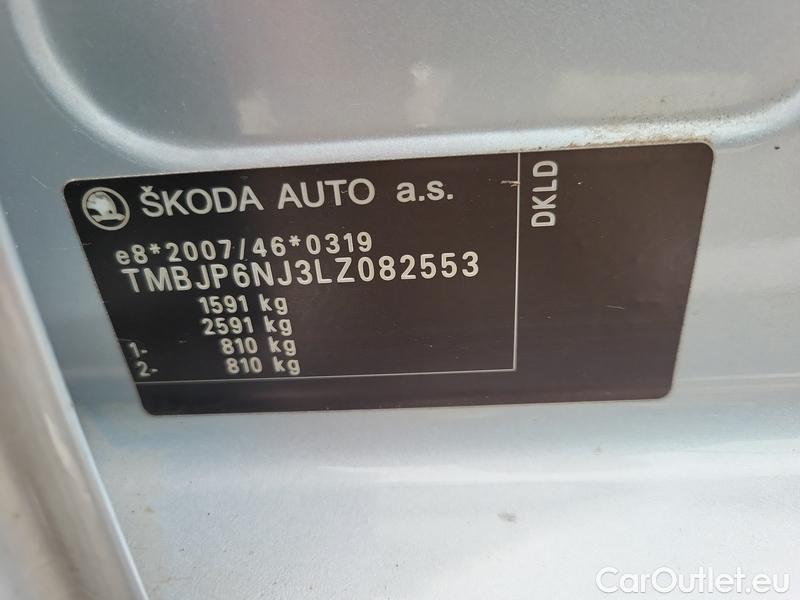 ŠKODA AUTO a.s.
DKLD
e8*2007/46*0319
TMBJP6NJ3LZ082553
1591 kg
2591 kg
1- 810 kg
2- 810 kg
CarOutlet.eu